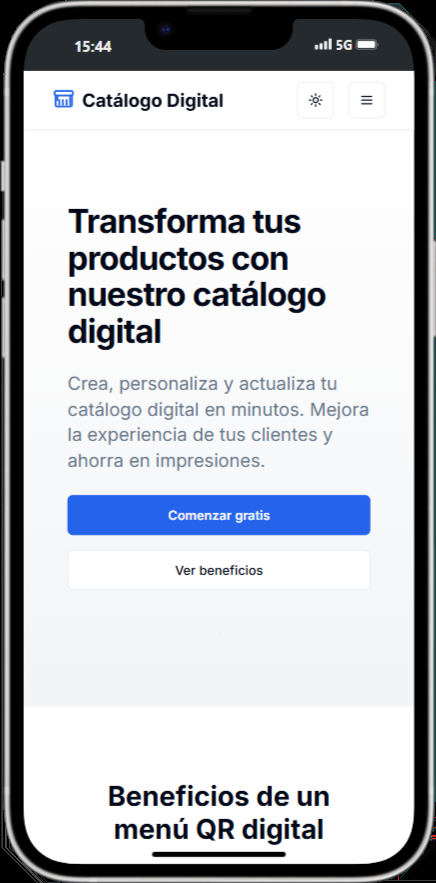 15:44
5G
Catálogo Digital
Transforma tus
productos con
nuestro catálogo
digital
Crea, personaliza y actualiza tu
catálogo digital en minutos. Mejora
la experiencia de tus clientes y
ahorra en impresiones.
Comenzar gratis
Ver beneficios
Beneficios de un
menú QR digital